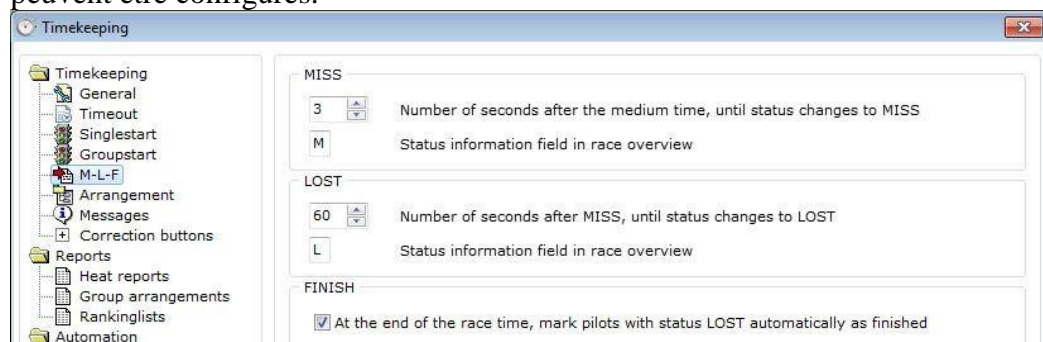 peuvent être configurés.
Timekeeping
Timekeeping
General
Timeout
Singlestart
Groupstart
M-L-F
Arrangement
Messages
Correction buttons
Reports
Heat reports
Group arrangements
Rankinglists
Automation
MISS
3 Number of seconds after the medium time, until status changes to MISS
M Status information field in race overview
LOST
60 Number of seconds after MISS, until status changes to LOST
L Status information field in race overview
FINISH
At the end of the race time, mark pilots with status LOST automatically as finished